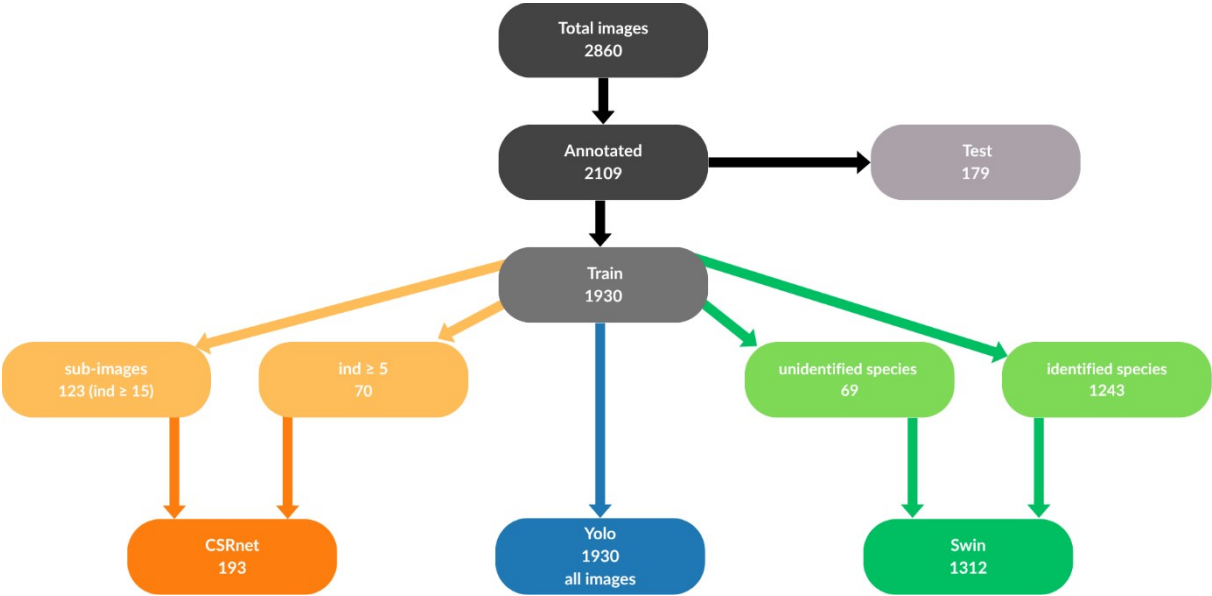 Total images
2860
Annotated
2109
Test
179
Train
1930
sub-images
123 (ind ≥ 15)
ind ≥ 5
70
unidentified species
69
identified species
1243
CSRnet
193
Yolo
1930
all images
Swin
1312